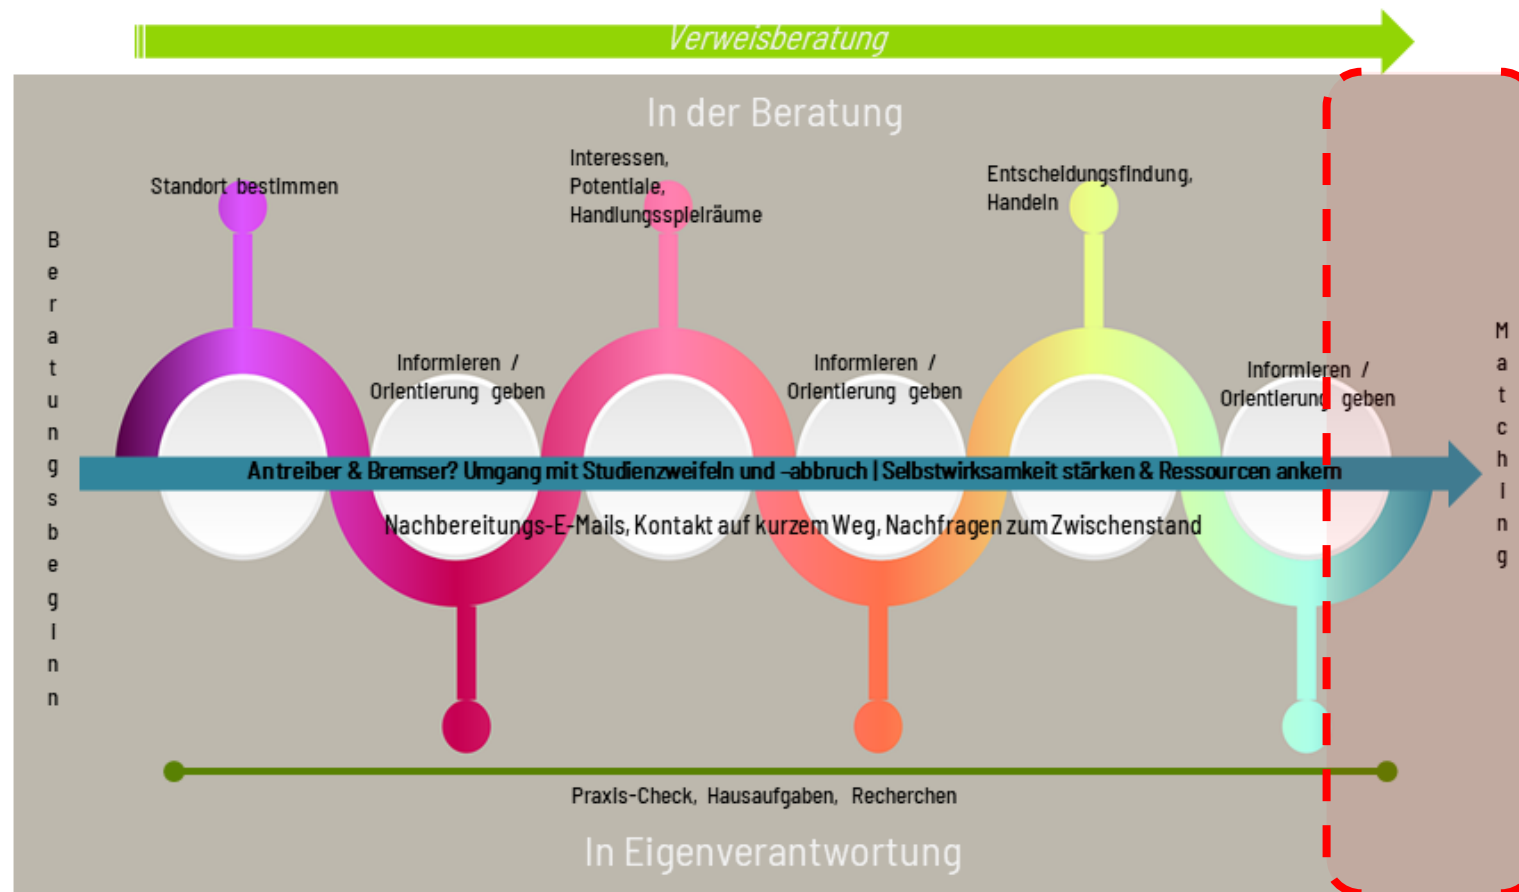 Verweisberatung
In der Beratung
Standort bestimmen
Interessen,
Potentiale,
Handlungsspielräume
Entscheidungsfindung,
Handeln
Beratungsbeginn
Informieren /
Orientierung geben
Informieren /
Orientierung geben
Informieren /
Orientierung geben
Matching
Antreiber & Bremser? Umgang mit Studienzweifeln und –abbruch | Selbstwirksamkeit stärken & Ressourcen ankern
Nachbereitungs-E-Mails, Kontakt auf kurzem Weg, Nachfragen zum Zwischenstand
Praxis-Check, Hausaufgaben, Recherchen
In Eigenverantwortung